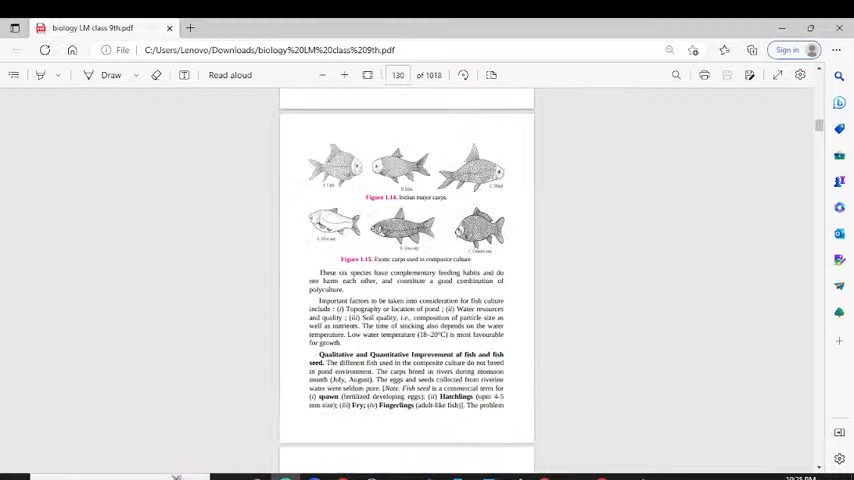 biology LM class 9th.pdf
File
C:/Users/Lenovo/Downloads/biology%20LM%20class%209th.pdf
Sign in
Draw
Read aloud
130 of 1018
Figure 1.14. Indian major carps.
Figure 1.15. Exotic carps used in composite culture.
These six species have complementary feeding habits and do
not harm each other, and constitute a good combination of
polyculture.
Important factors to be taken into consideration for fish culture
include : (i) Topography or location of pond ; (ii) Water resources
and quality ; (iii) Soil quality, i.e., composition of particle size as
well as nutrients. The time of stocking also depends on the water
temperature. Low water temperature (18–20°C) is most favourable
for growth.
Qualitative and Quantitative Improvement of fish and fish
seed. The different fish used in the composite culture do not breed
in pond environment. The carps breed in rivers during monsoon
month (July, August). The eggs and seeds collected from riverine
water were seldom pure. [Note. Fish seed is a commercial term for
(i) spawn (fertilized developing eggs); (ii) Hatchlings (upto 4-5
mm size); (iii) Fry; (iv) Fingerlings (adult-like fish)]. The problem